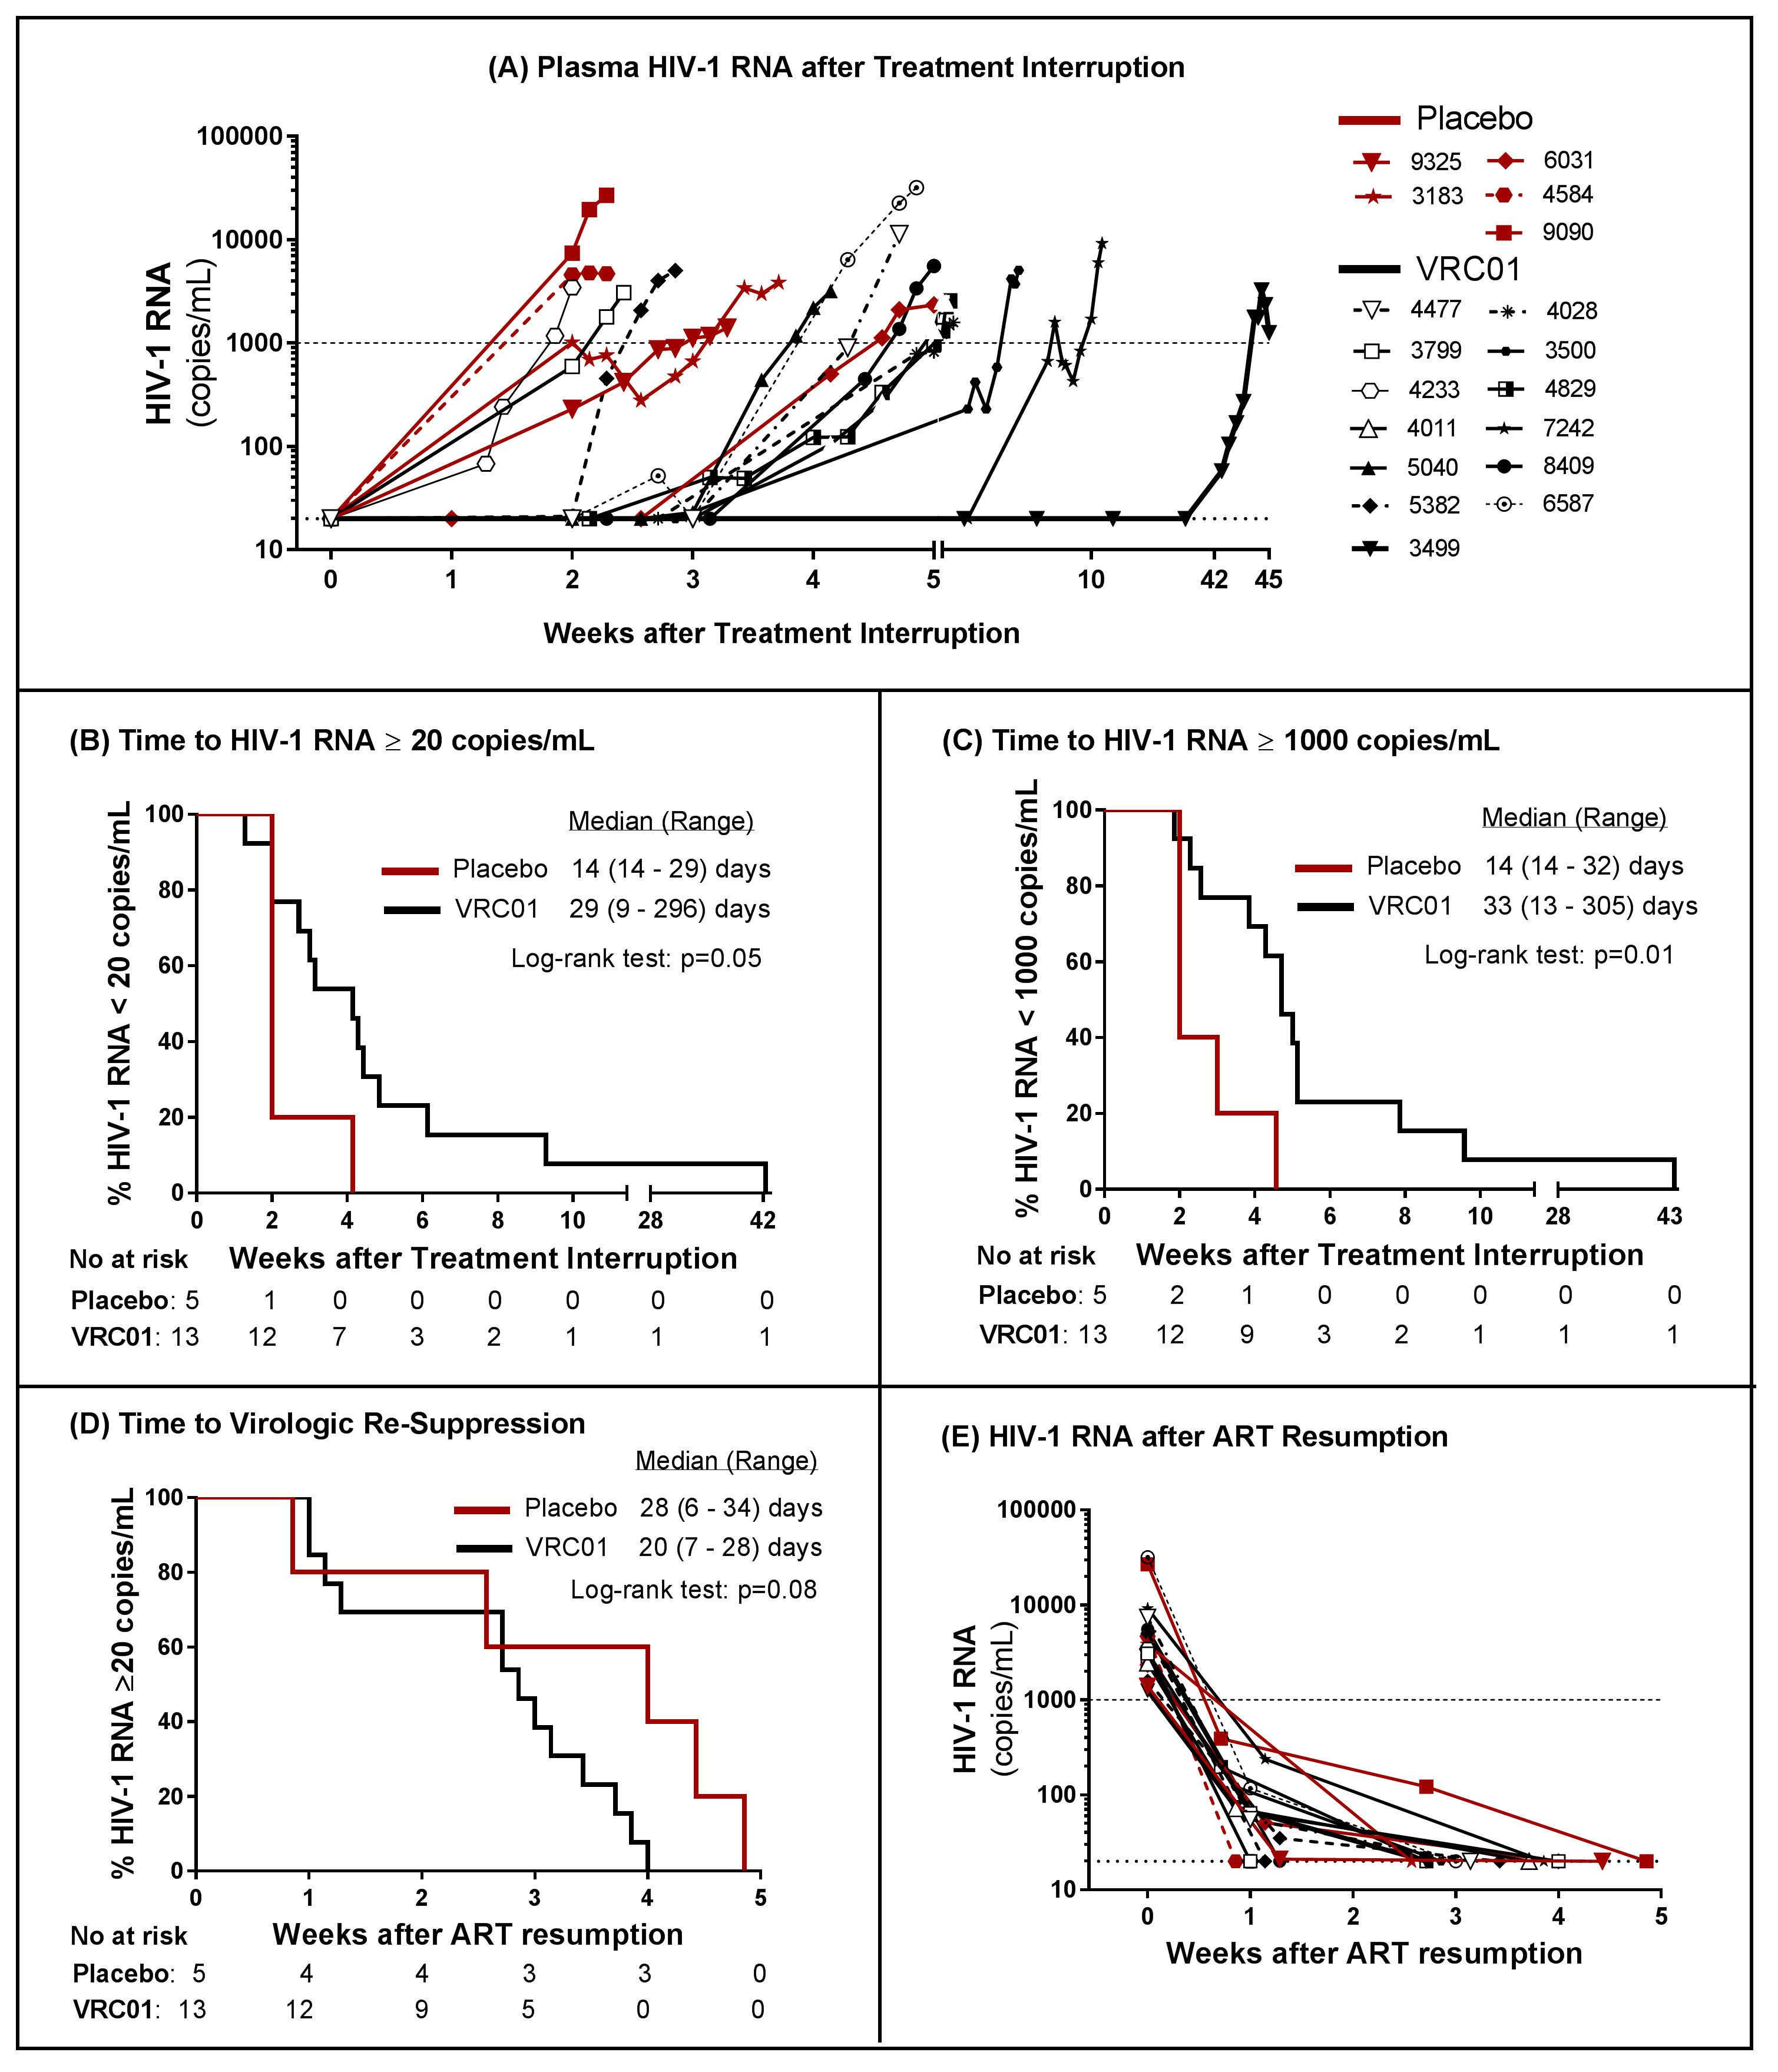 (A) Plasma HIV-1 RNA after Treatment Interruption
HIV-1 RNA
(copies/mL)
100000
10000
1000
100
10
0 1 2 3 4 5 10 42 45
Weeks after Treatment Interruption
Placebo
9325 6031
3183 4584
9090
VRC01
4477 4028
3799 3500
4233 4829
4011 7242
5040 8409
5382 6587
3499
(B) Time to HIV-1 RNA ≥ 20 copies/mL
% HIV-1 RNA < 20 copies/mL
100
80
60
40
20
0
Median (Range)
Placebo 14 (14 - 29) days
VRC01 29 (9 - 296) days
Log-rank test: p=0.05
0 2 4 6 8 10 28 42
No at risk Weeks after Treatment Interruption
Placebo: 5 1 0 0 0 0 0 0
VRC01: 13 12 7 3 2 1 1 1
(C) Time to HIV-1 RNA ≥ 1000 copies/mL
% HIV-1 RNA < 1000 copies/mL
100
80
60
40
20
0
Median (Range)
Placebo 14 (14 - 32) days
VRC01 33 (13 - 305) days
Log-rank test: p=0.01
0 2 4 6 8 10 28 43
No at risk Weeks after Treatment Interruption
Placebo: 5 2 1 0 0 0 0 0
VRC01: 13 12 9 3 2 1 1 1
(D) Time to Virologic Re-Suppression
% HIV-1 RNA ≥20 copies/mL
100
80
60
40
20
0
Median (Range)
Placebo 28 (6 - 34) days
VRC01 20 (7 - 28) days
Log-rank test: p=0.08
0 1 2 3 4 5
No at risk Weeks after ART resumption
Placebo: 5 4 4 3 3 0
VRC01: 13 12 9 5 0 0
(E) HIV-1 RNA after ART Resumption
HIV-1 RNA
(copies/mL)
100000
10000
1000
100
10
0 1 2 3 4 5
Weeks after ART resumption